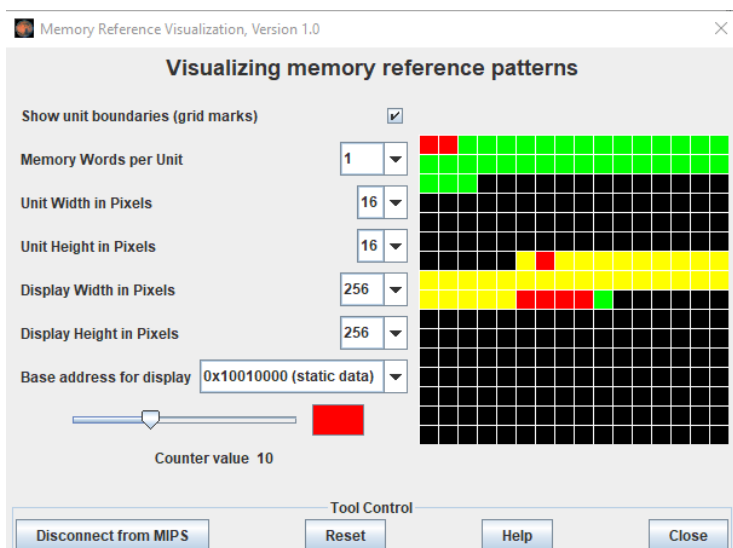 Memory Reference Visualization, Version 1.0
Visualizing memory reference patterns
Show unit boundaries (grid marks)
Memory Words per Unit 1
Unit Width in Pixels 16
Unit Height in Pixels 16
Display Width in Pixels 256
Display Height in Pixels 256
Base address for display 0x10010000 (static data)
Counter value 10
Tool Control
Disconnect from MIPS Reset Help Close